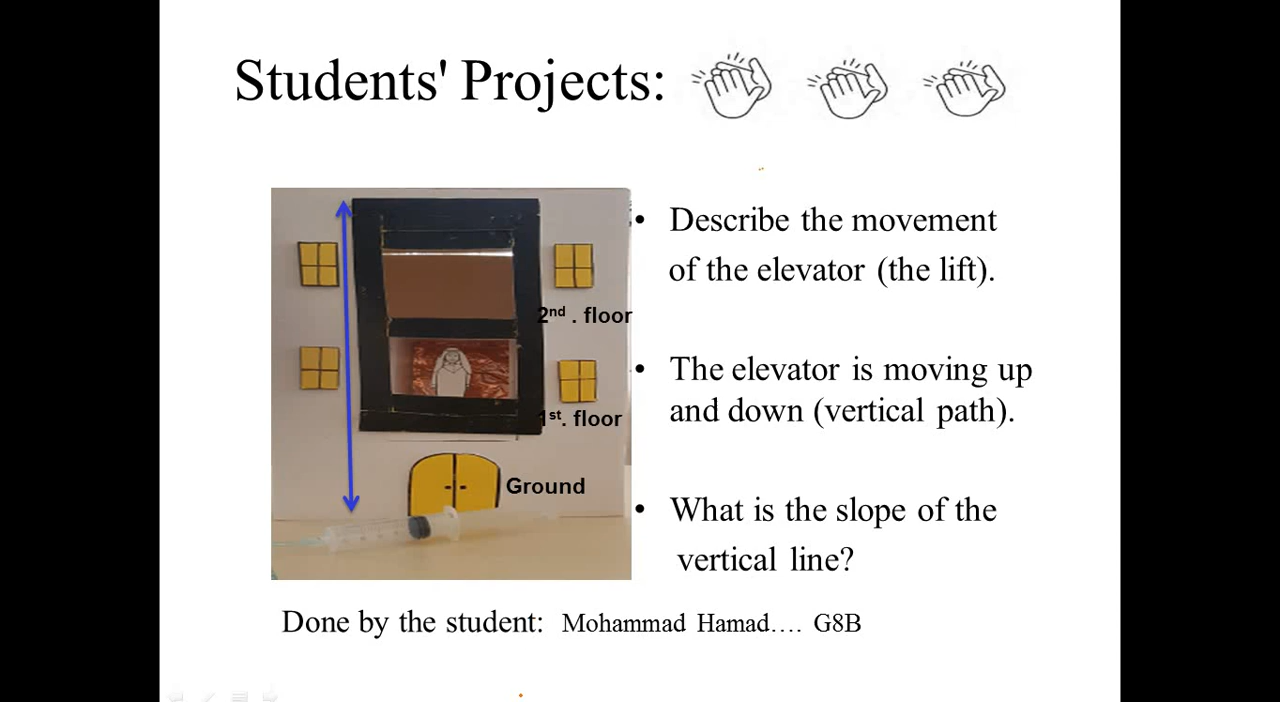 Students' Projects:
• Describe the movement
of the elevator (the lift).
2nd . floor
• The elevator is moving up
and down (vertical path).
1st. floor
Ground
• What is the slope of the
vertical line?
Done by the student: Mohammad Hamad.... G8B